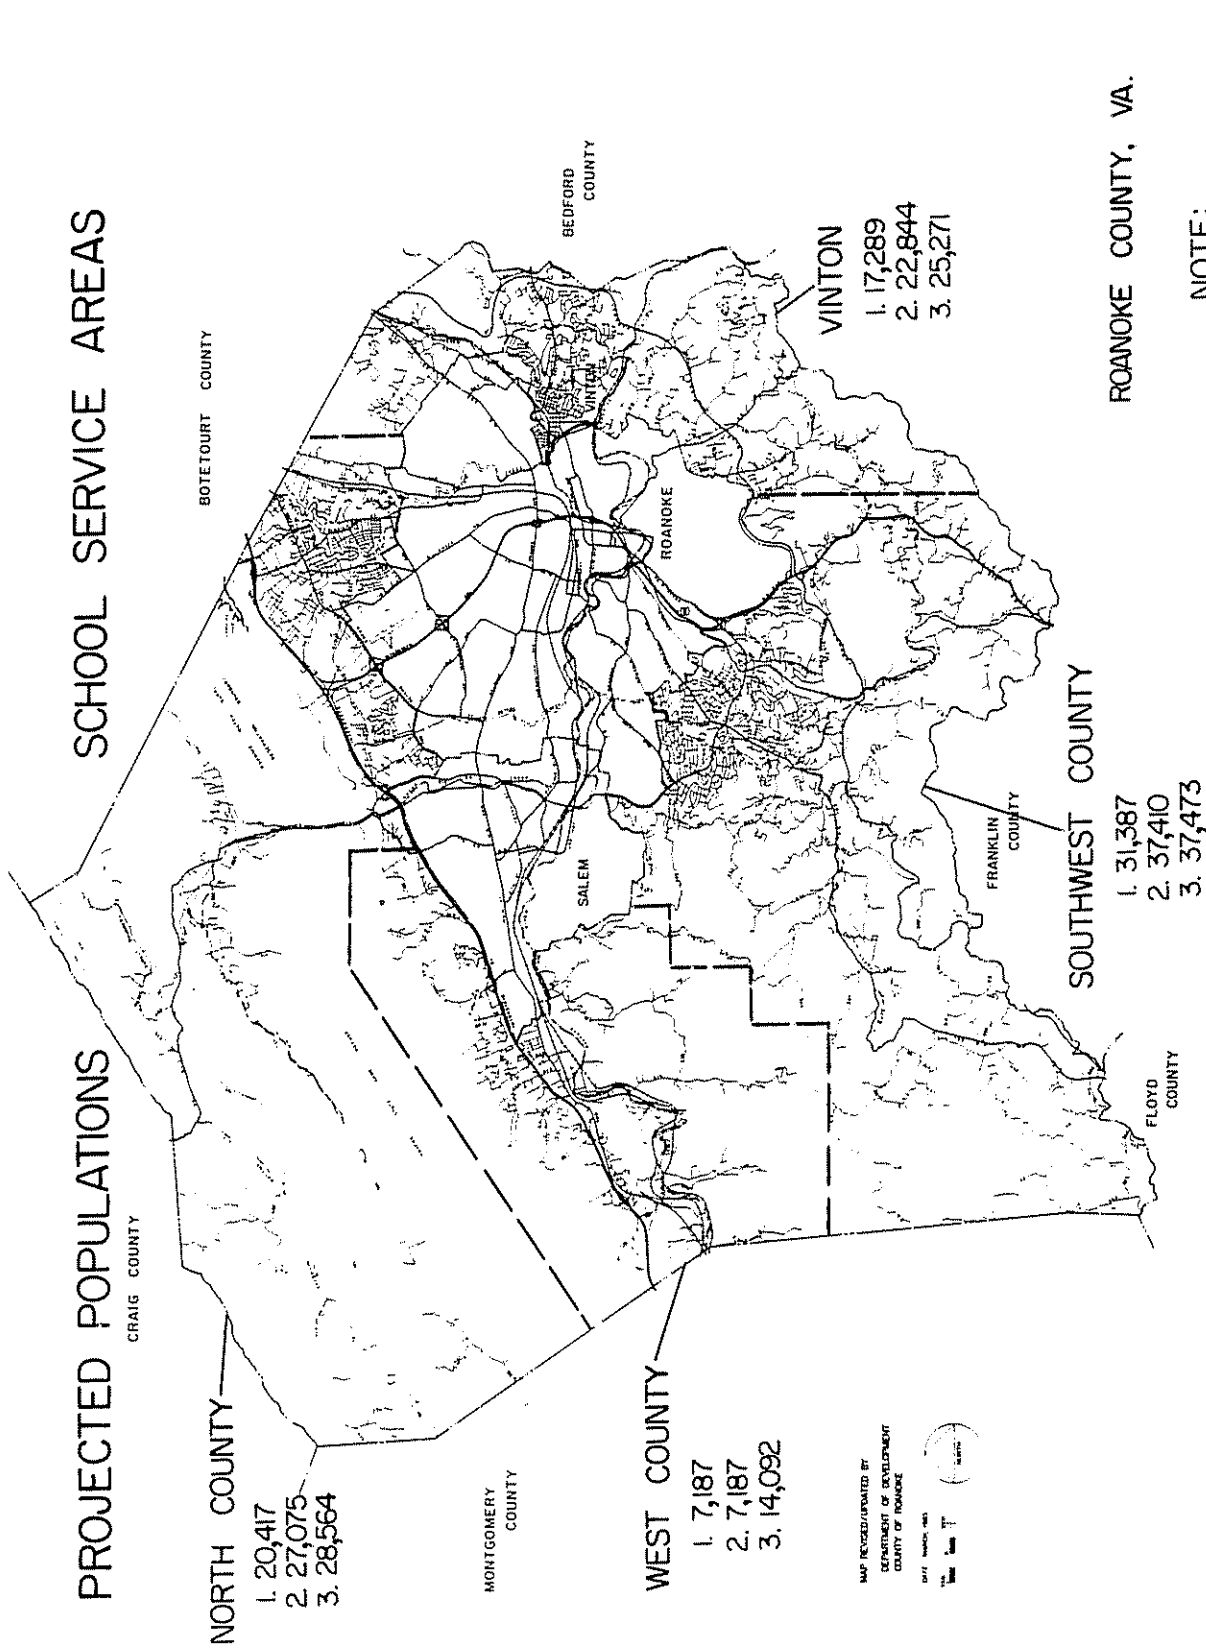 PROJECTED POPULATIONS SCHOOL SERVICE AREAS
CRAIG COUNTY
BOTETOURT COUNTY
NORTH COUNTY
1. 20,417
2. 27,075
3. 28,564
MONTGOMERY
COUNTY
BEDFORD
COUNTY
VINTON
ROANOKE
SALEM
WEST COUNTY
1. 7,187
2. 7,187
3. 14,092
VINTON
1. 17,289
2. 22,844
3. 25,271
FRANKLIN
COUNTY
SOUTHWEST COUNTY
1. 31,387
2. 37,410
3. 37,473
FLOYD
COUNTY
MAP REVISED/UPDATED BY
DEPARTMENT OF DEVELOPMENT
COUNTY OF ROANOKE
DATE MARCH,
NORTH
ROANOKE COUNTY, VA.
NOTE: